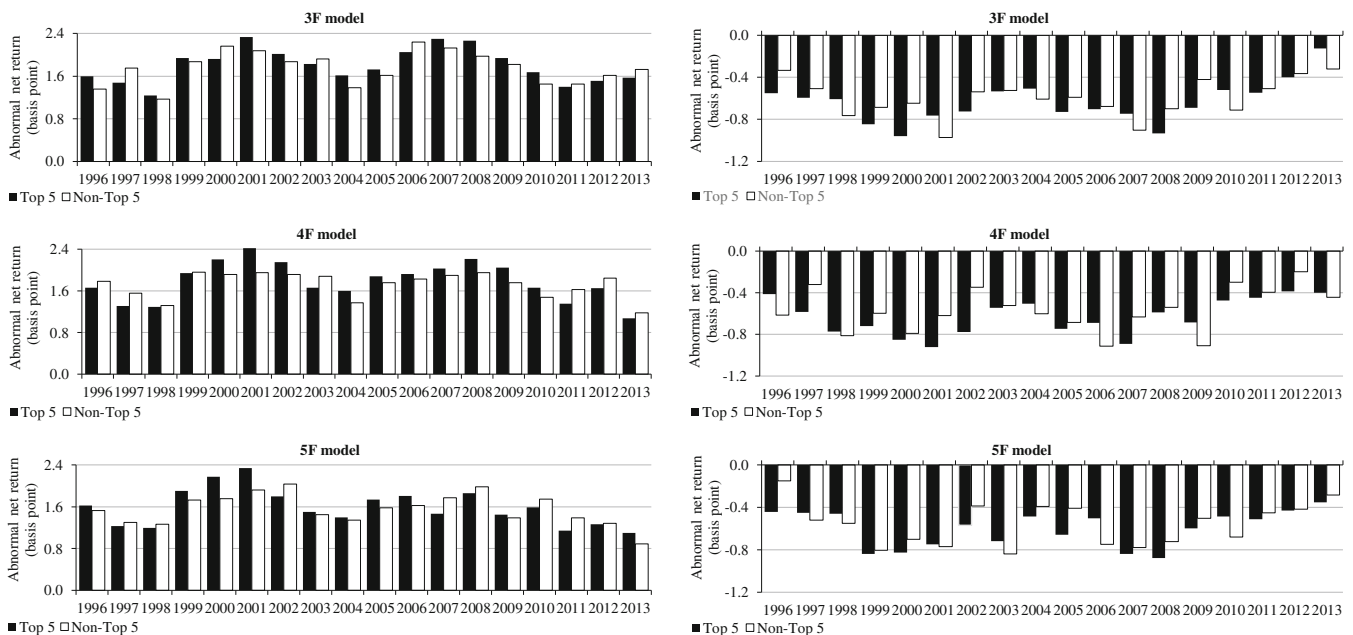 3F model
Abnormal net return
(basis point)
2.4
1.6
0.8
0.0
1996 1997 1998 1999 2000 2001 2002 2003 2004 2005 2006 2007 2008 2009 2010 2011 2012 2013
Top 5 Non-Top 5
3F model
Abnormal net return
(basis point)
0.0
-0.4
-0.8
-1.2
1996 1997 1998 1999 2000 2001 2002 2003 2004 2005 2006 2007 2008 2009 2010 2011 2012 2013
Top 5 Non-Top 5
4F model
Abnormal net return
(basis point)
2.4
1.6
0.8
0.0
1996 1997 1998 1999 2000 2001 2002 2003 2004 2005 2006 2007 2008 2009 2010 2011 2012 2013
Top 5 Non-Top 5
4F model
Abnormal net return
(basis point)
0.0
-0.4
-0.8
-1.2
1996 1997 1998 1999 2000 2001 2002 2003 2004 2005 2006 2007 2008 2009 2010 2011 2012 2013
Top 5 Non-Top 5
5F model
Abnormal net return
(basis point)
2.4
1.6
0.8
0.0
1996 1997 1998 1999 2000 2001 2002 2003 2004 2005 2006 2007 2008 2009 2010 2011 2012 2013
Top 5 Non-Top 5
5F model
Abnormal net return
(basis point)
0.0
-0.4
-0.8
-1.2
1996 1997 1998 1999 2000 2001 2002 2003 2004 2005 2006 2007 2008 2009 2010 2011 2012 2013
Top 5 Non-Top 5